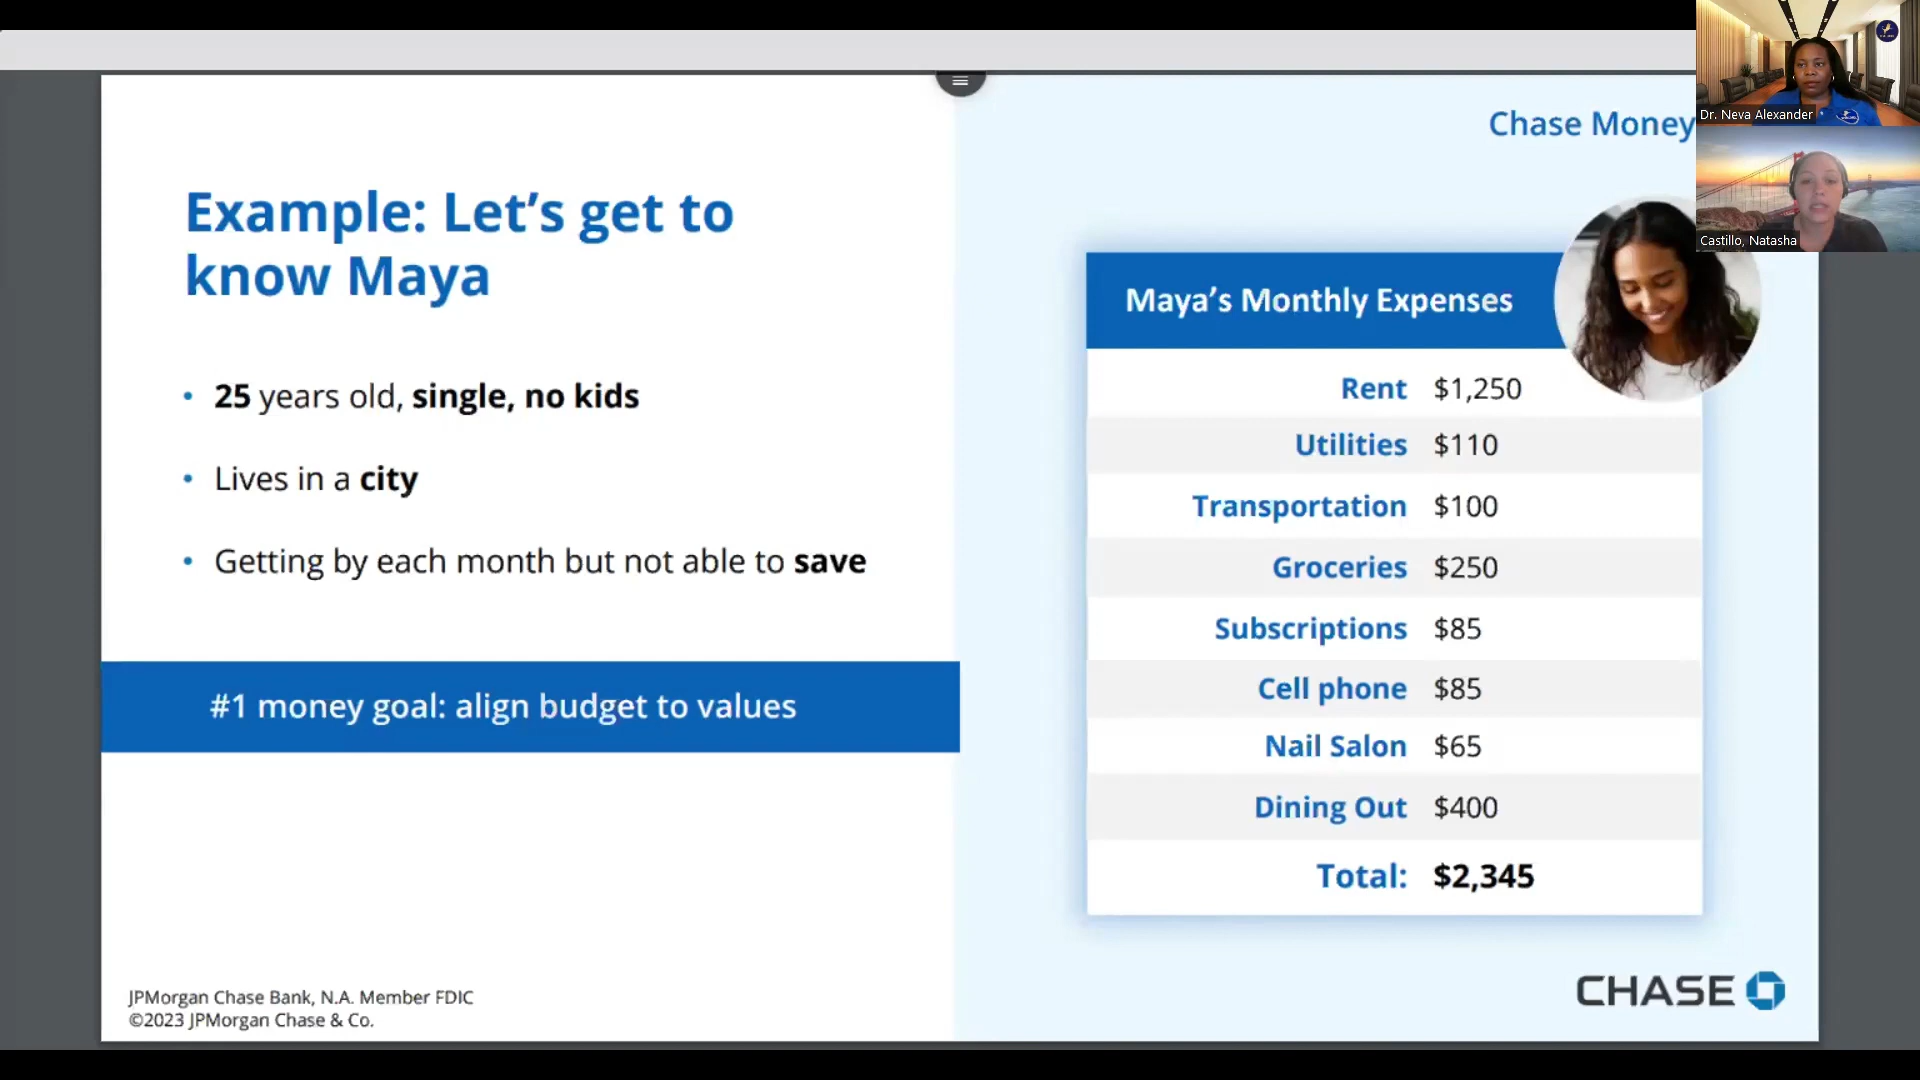 Dr. Neva Alexander
Castillo, Natasha
Chase Money
Example: Let's get to
know Maya
• 25 years old, single, no kids
• Lives in a city
• Getting by each month but not able to save
#1 money goal: align budget to values
Maya's Monthly Expenses
Rent $1,250
Utilities $110
Transportation $100
Groceries $250
Subscriptions $85
Cell phone $85
Nail Salon $65
Dining Out $400
Total: $2,345
JPMorgan Chase Bank, N.A. Member FDIC
©2023 JPMorgan Chase & Co.
CHASE